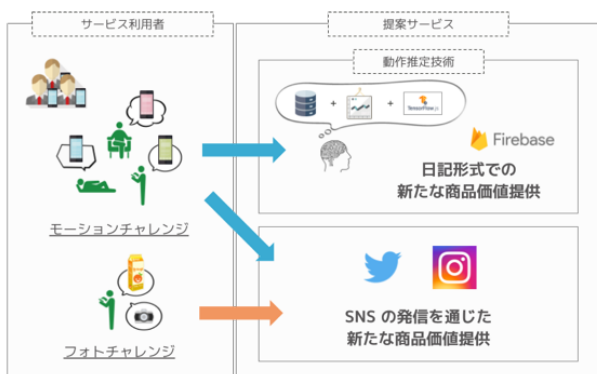 サービス利用者
提案サービス
動作推定技術
TensorFlow.js
Firebase
日記形式での
新たな商品価値提供
モーションチャレンジ
SNS の発信を通じた
新たな商品価値提供
フォトチャレンジ